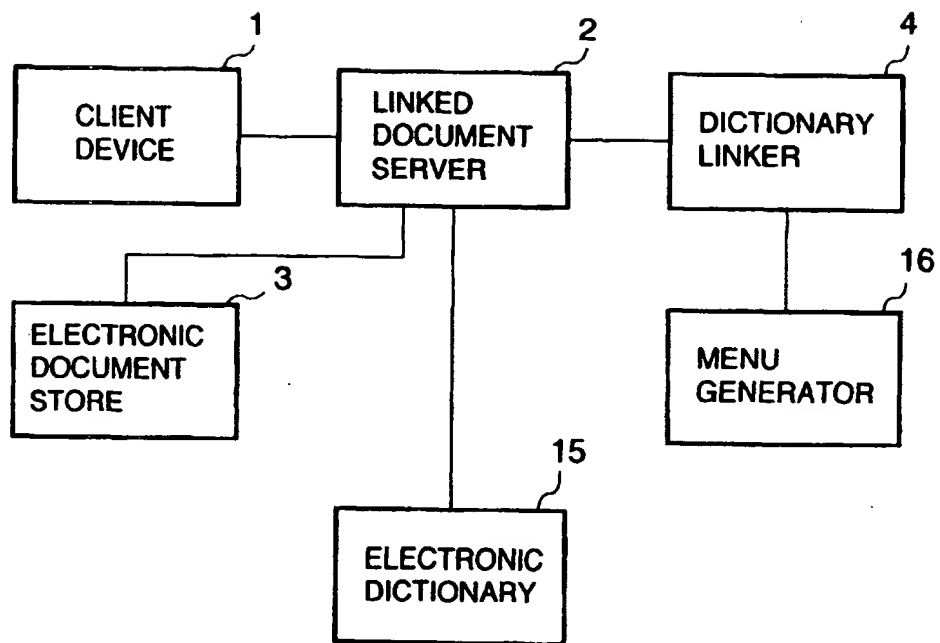 1
CLIENT
DEVICE
2
LINKED
DOCUMENT
SERVER
4
DICTIONARY
LINKER
3
ELECTRONIC
DOCUMENT
STORE
16
MENU
GENERATOR
15
ELECTRONIC
DICTIONARY